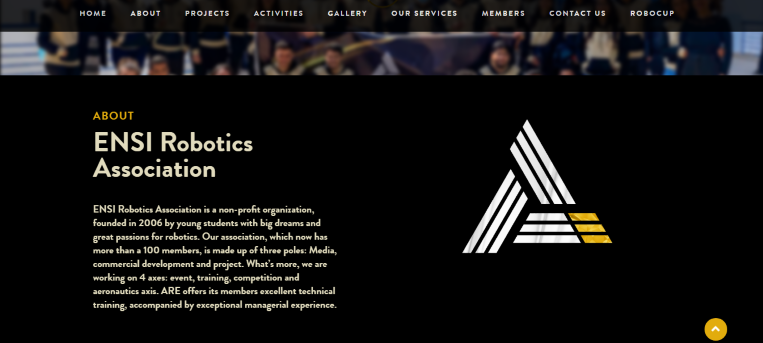 HOME ABOUT PROJECTS ACTIVITIES GALLERY OUR SERVICES MEMBERS CONTACT US ROBOCUP
ABOUT
ENSI Robotics
Association
ENSI Robotics Association is a non-profit organization,
founded in 2006 by young students with big dreams and
great passions for robotics. Our association, which now has
more than a 100 members, is made up of three poles: Media,
commercial development and project. What's more, we are
working on 4 axes: event, training, competition and
aeronautics axis. ARE offers its members excellent technical
training, accompanied by exceptional managerial experience.